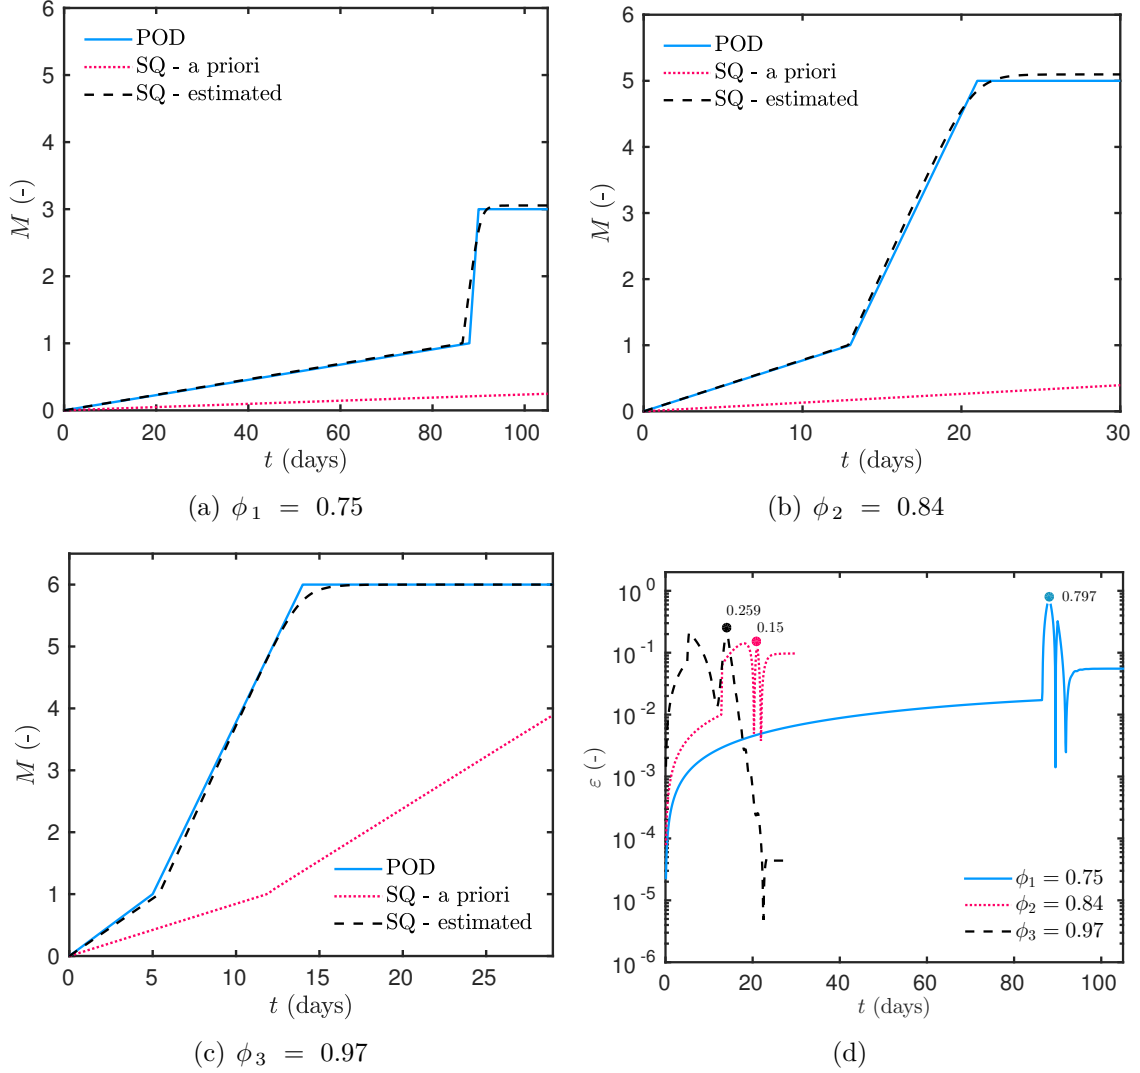 6
5
4
3
2
1
0
M (-)
POD
SQ - a priori
SQ - estimated
0 20 40 60 80 100
t (days)
(a) ϕ1 = 0.75
6
5
4
3
2
1
0
M (-)
POD
SQ - a priori
SQ - estimated
0 10 20 30
t (days)
(b) ϕ2 = 0.84
6
5
4
3
2
1
0
M (-)
POD
SQ - a priori
SQ - estimated
0 5 10 15 20 25
t (days)
(c) ϕ3 = 0.97
10^0
10^-1
10^-2
10^-3
10^-4
10^-5
10^-6
ε (-)
0.259
0.15
0.797
ϕ1 = 0.75
ϕ2 = 0.84
ϕ3 = 0.97
0 20 40 60 80 100
t (days)
(d)